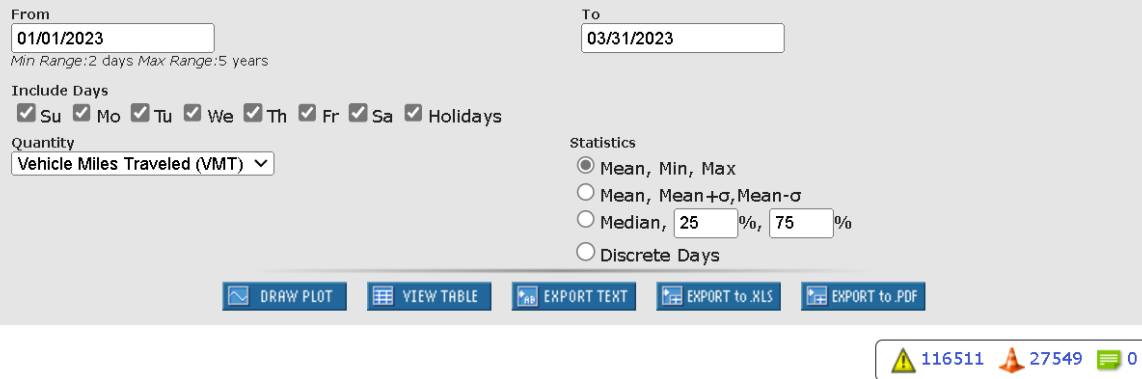 From To
01/01/2023 03/31/2023
Min Range:2 days Max Range:5 years
Include Days
Su Mo Tu We Th Fr Sa Holidays
Quantity Statistics
Vehicle Miles Traveled (VMT) Mean, Min, Max
Mean, Mean+σ,Mean-σ
Median, 25 %, 75 %
Discrete Days
DRAW PLOT VIEW TABLE AB EXPORT TEXT EXPORT to .XLS EXPORT to .PDF
116511 27549 0